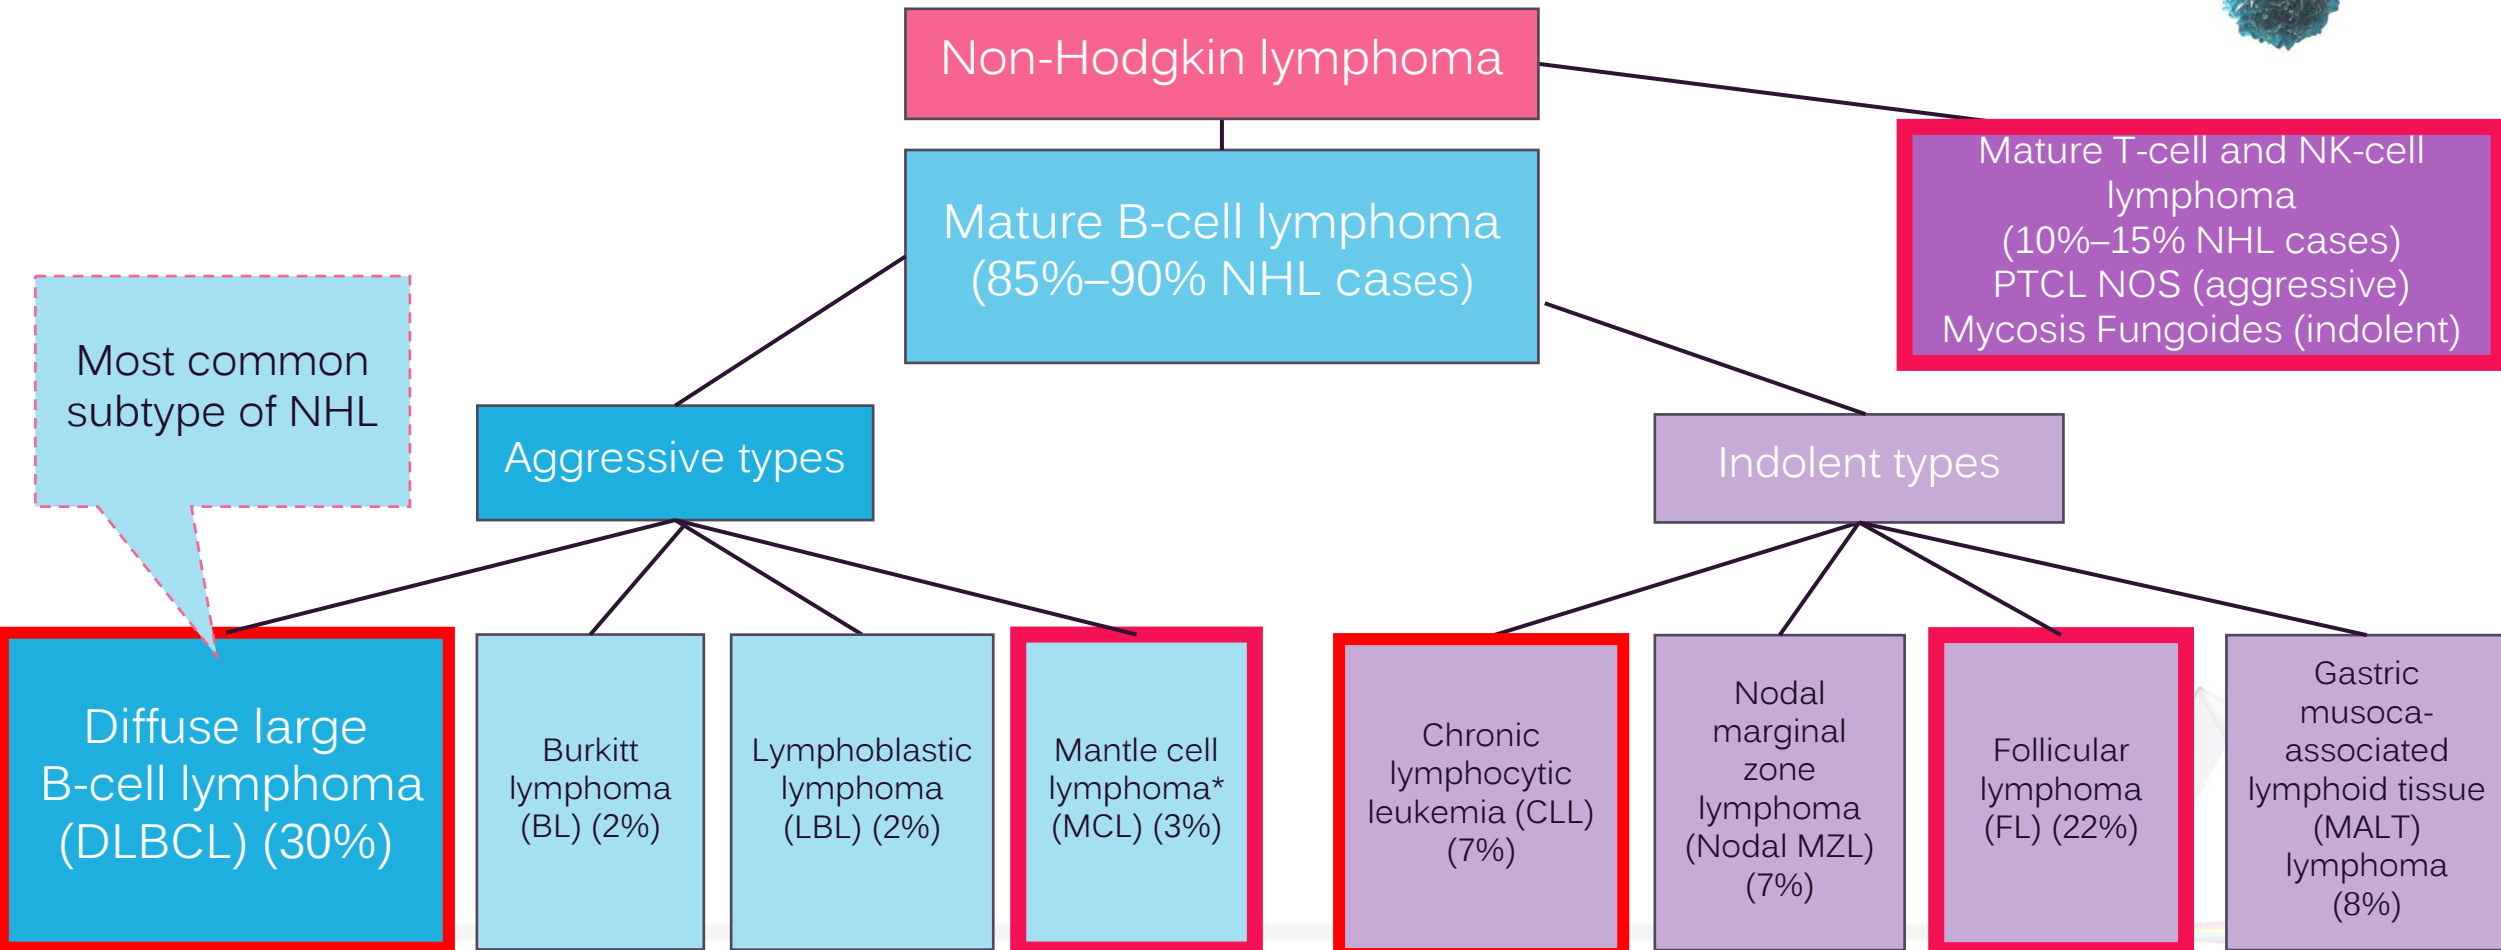 Non-Hodgkin lymphoma
Mature B-cell lymphoma
(85%–90% NHL cases)
Mature T-cell and NK-cell
lymphoma
(10%–15% NHL cases)
PTCL NOS (aggressive)
Mycosis Fungoides (indolent)
Most common
subtype of NHL
Aggressive types
Indolent types
Diffuse large
B-cell lymphoma
(DLBCL) (30%)
Burkitt
lymphoma
(BL) (2%)
Lymphoblastic
lymphoma
(LBL) (2%)
Mantle cell
lymphoma*
(MCL) (3%)
Chronic
lymphocytic
leukemia (CLL)
(7%)
Nodal
marginal
zone
lymphoma
(Nodal MZL)
(7%)
Follicular
lymphoma
(FL) (22%)
Gastric
musoca-
associated
lymphoid tissue
(MALT)
lymphoma
(8%)